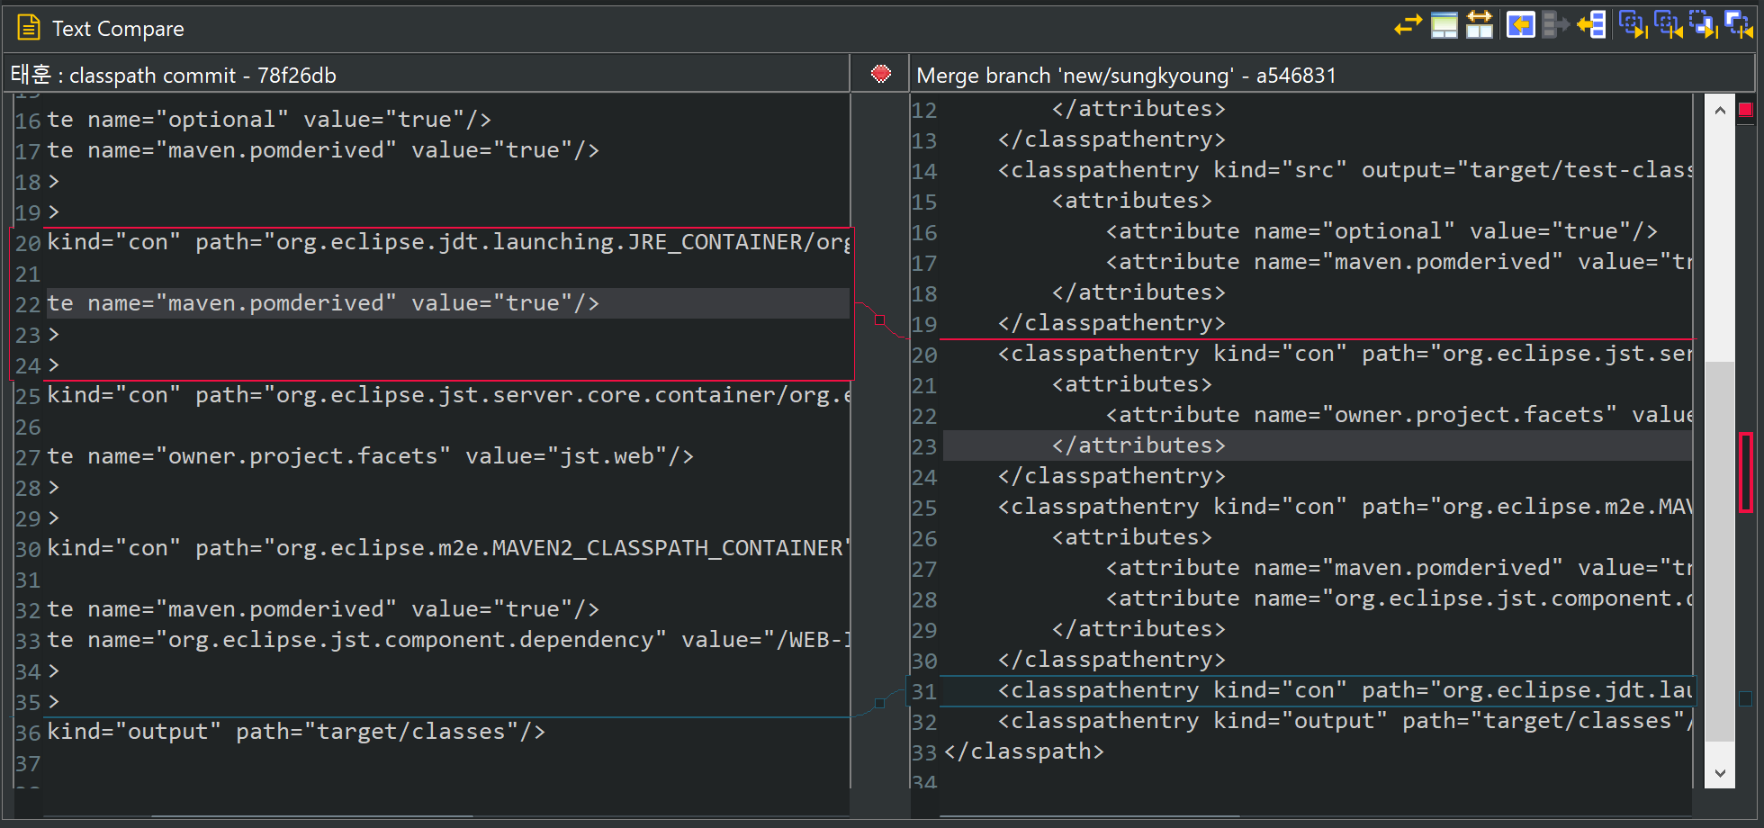 Text Compare
태훈 : classpath commit - 78f26db
16 te name="optional" value="true"/>
17 te name="maven.pomderived" value="true"/>
18 >
19 >
20 kind="con" path="org.eclipse.jdt.launching.JRE_CONTAINER/org
21
22 te name="maven.pomderived" value="true"/>
23 >
24 >
25 kind="con" path="org.eclipse.jst.server.core.container/org.e
26
27 te name="owner.project.facets" value="jst.web"/>
28 >
29 >
30 kind="con" path="org.eclipse.m2e.MAVEN2_CLASSPATH_CONTAINER"
31
32 te name="maven.pomderived" value="true"/>
33 te name="org.eclipse.jst.component.dependency" value="/WEB-I
34 >
35 >
36 kind="output" path="target/classes"/>
37
Merge branch 'new/sungkyoung' - a546831
12 </attributes>
13 </classpathentry>
14 <classpathentry kind="src" output="target/test-class
15 <attributes>
16 <attribute name="optional" value="true"/>
17 <attribute name="maven.pomderived" value="tr
18 </attributes>
19 </classpathentry>
20 <classpathentry kind="con" path="org.eclipse.jst.ser
21 <attributes>
22 <attribute name="owner.project.facets" value
23 </attributes>
24 </classpathentry>
25 <classpathentry kind="con" path="org.eclipse.m2e.MAV
26 <attributes>
27 <attribute name="maven.pomderived" value="tr
28 <attribute name="org.eclipse.jst.component.d
29 </attributes>
30 </classpathentry>
31 <classpathentry kind="con" path="org.eclipse.jdt.lau
32 <classpathentry kind="output" path="target/classes"/
33 </classpath>
34